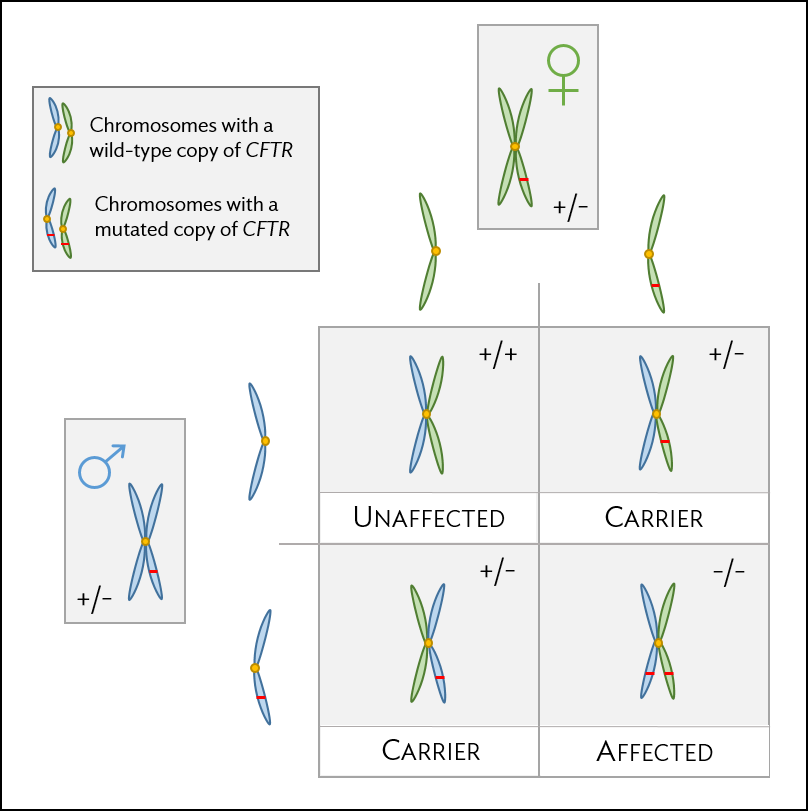 Chromosomes with a
wild-type copy of CFTR
Chromosomes with a
mutated copy of CFTR
+/-
+/+
+/-
UNAFFECTED
CARRIER
+/-
+/-
-/-
CARRIER
AFFECTED